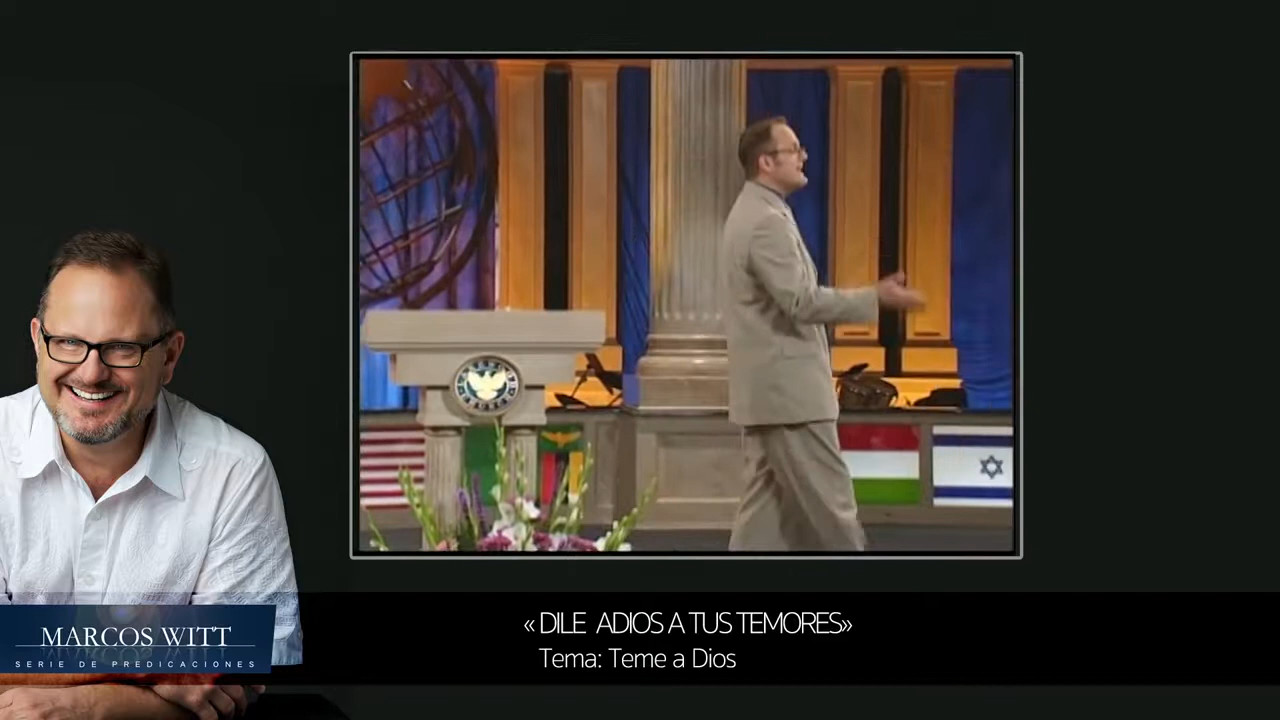 « DILE ADIOS A TUS TEMORES»
Tema: Teme a Dios
MARCOS WITT
SERIE DE PREDICACIONES